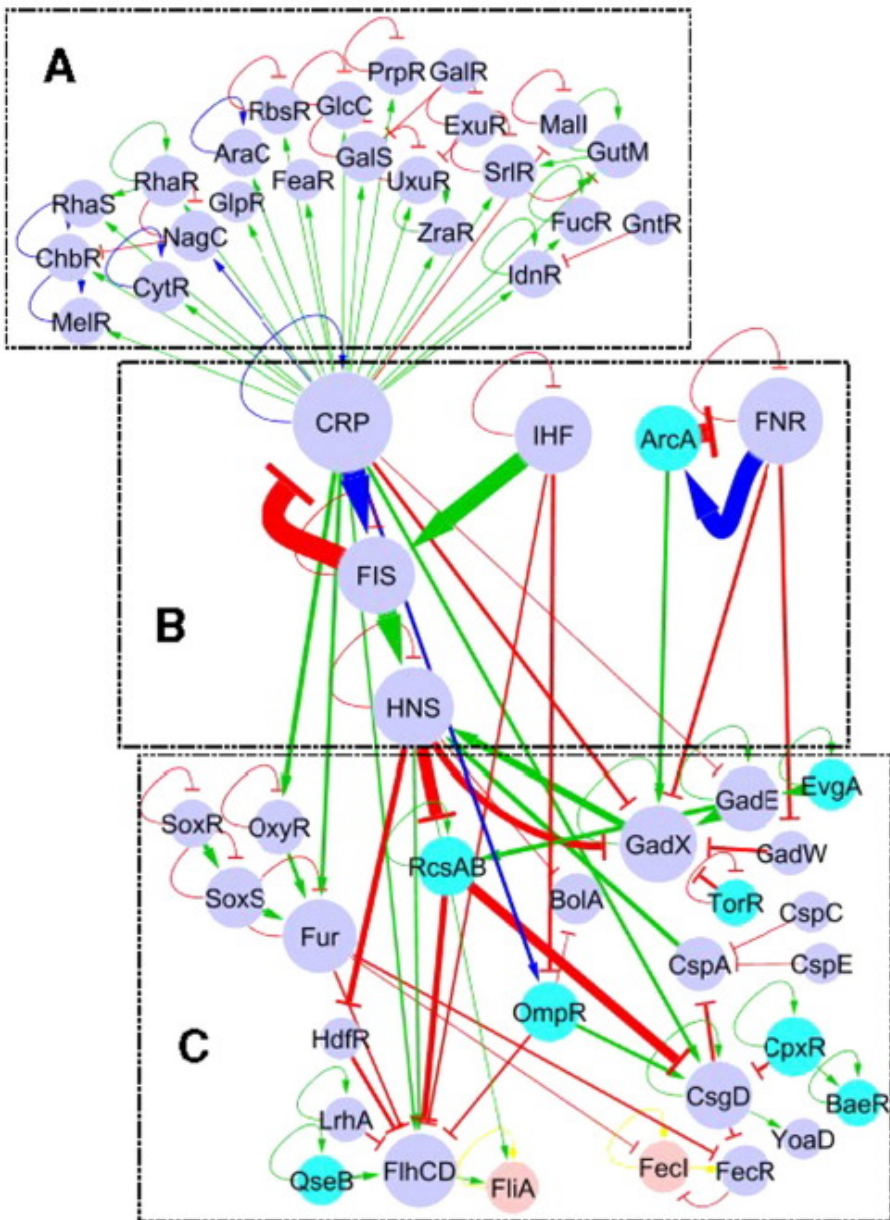 A
PrpR GalR
RbsR GlcC
ExuR MalI
AraC
GalS GutM
RhaR FeaR UxuR SrlR
RhaS GlpR
FucR GntR
NagC ZraR
ChbR
CytR IdnR
MelR
CRP IHF ArcA FNR
FIS
B
HNS
GadE EvgA
SoxR OxyR
GadX GadW
RcsAB
SoxS BolA TorR
CspC
Fur
CspA CspE
OmpR
HdfR CpxR
C
CsgD
BaeR
LrhA YoaD
QseB FlhCD FliA FecI FecR